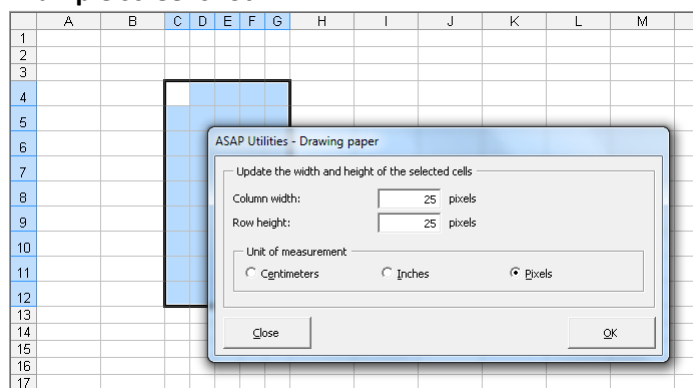 A B C D E F G H I J K L M
1
2
3
4
5
6
7
8
9
10
11
12
13
14
15
16
17
ASAP Utilities - Drawing paper
Update the width and height of the selected cells
Column width: 25 pixels
Row height: 25 pixels
Unit of measurement
Centimeters Inches Pixels
Close OK